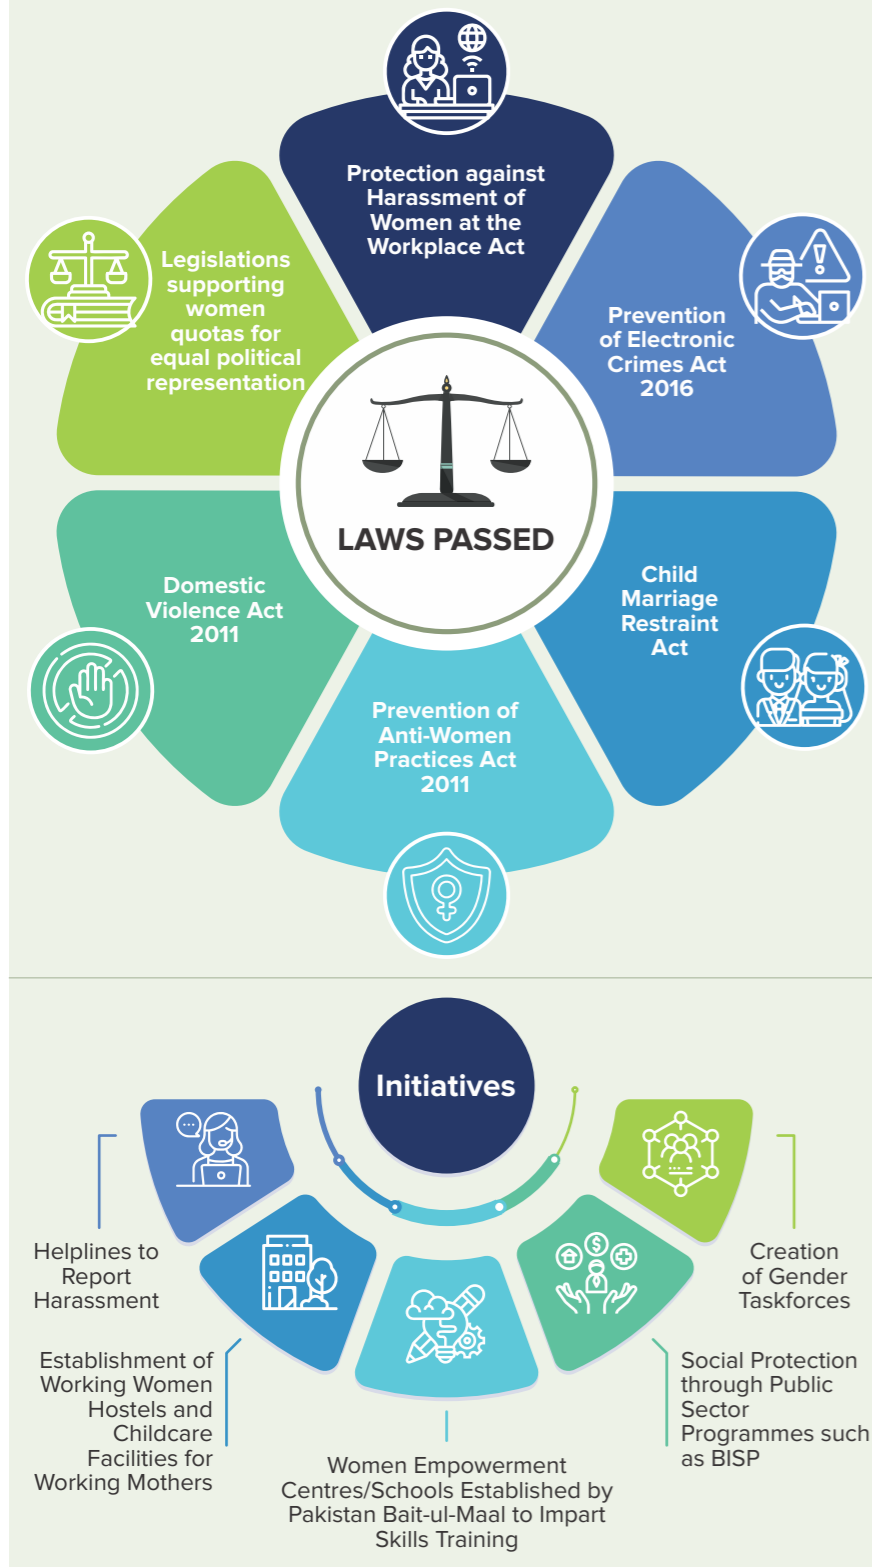 Protection against
Harassment of
Women at the
Workplace Act
Legislations
supporting
women
quotas for
equal political
representation
Prevention
of Electronic
Crimes Act
2016
LAWS PASSED
Domestic
Violence Act
2011
Child
Marriage
Restraint
Act
Prevention of
Anti-Women
Practices Act
2011
Initiatives
Helplines to
Report
Harassment
Creation
of Gender
Taskforces
Establishment of
Working Women
Hostels and
Childcare
Facilities for
Working Mothers
Social Protection
through Public
Sector
Programmes such
as BISP
Women Empowerment
Centres/Schools Established by
Pakistan Bait-ul-Maal to Impart
Skills Training